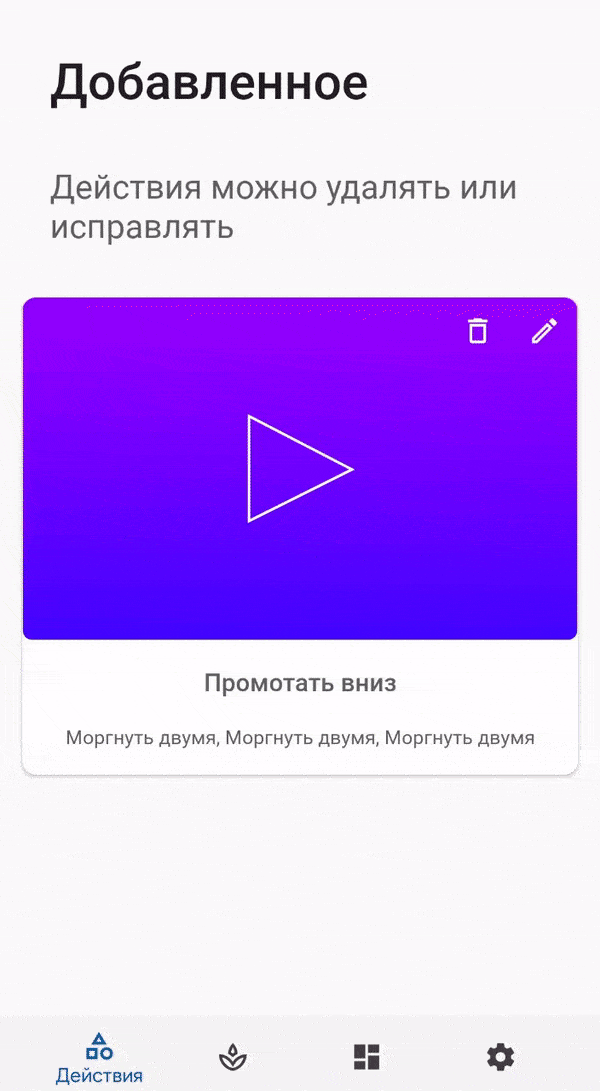 Добавленное
Действия можно удалять или
исправлять
Промотать вниз
Моргнуть двумя, Моргнуть двумя, Моргнуть двумя
Действия